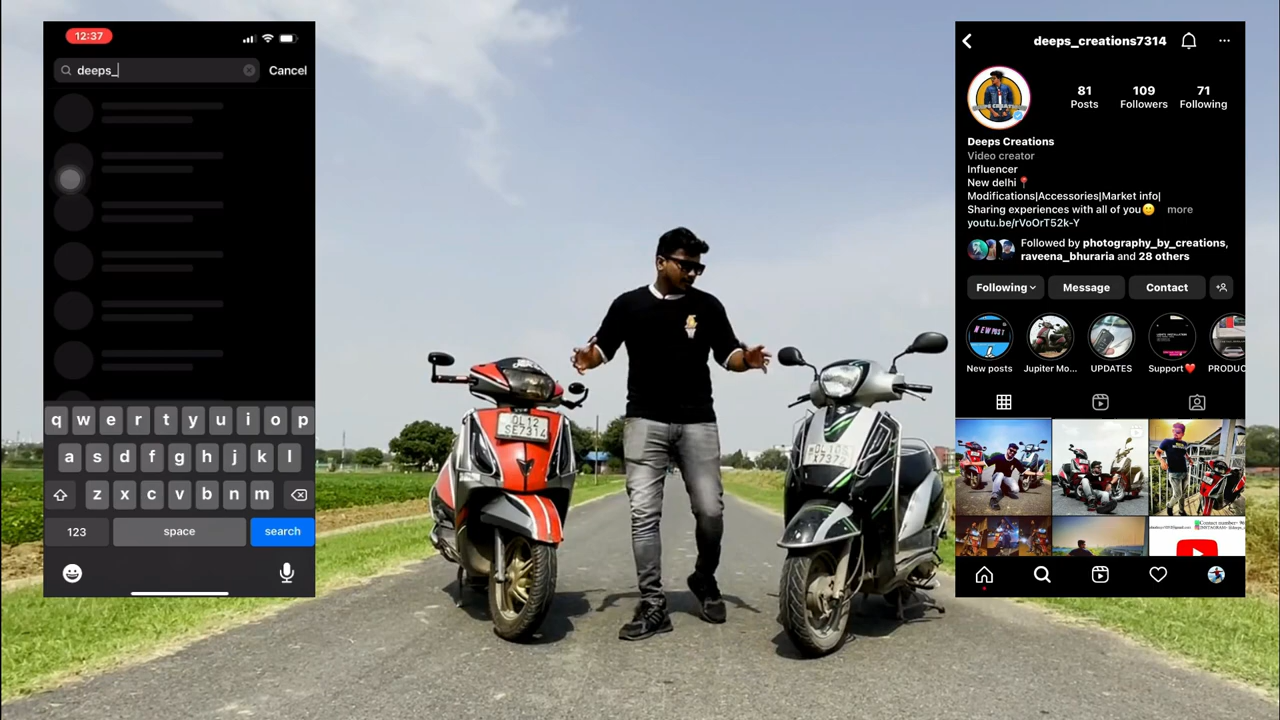 12:37
deeps_
Cancel
q w e r t y u i o p
a s d f g h j k l
z x c v b n m
123 space search
deeps_creations7314
81 109 71
Posts Followers Following
Deeps Creations
Video creator
Influencer
New delhi📍
Modifications|Accessories|Market info|
Sharing experiences with all of you😋 more
youtu.be/rVoOrT52k-Y
Followed by photography_by_creations,
raveena_bhuraria and 28 others
Following Message Contact
NEW POST
New posts Jupiter Mo... UPDATES Support❤️ PRODUC
DL12
SE7314